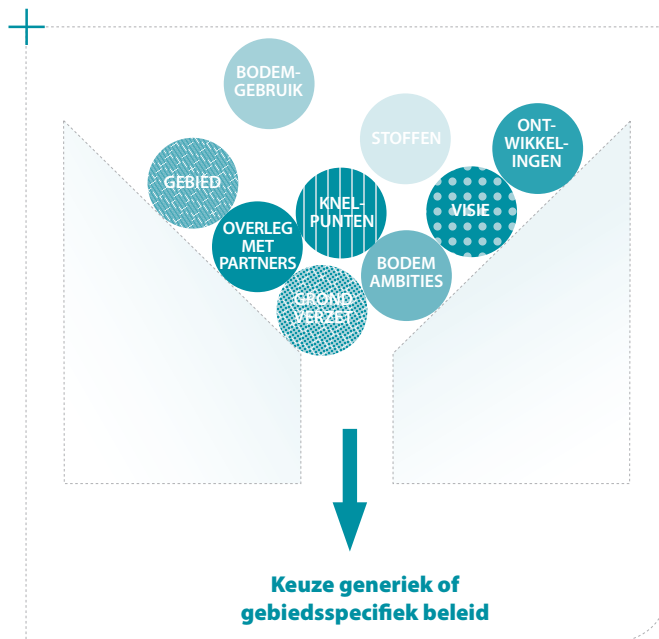 BODEM-
GEBRUIK
STOFFEN
ONT-
WIKKEL-
INGEN
GEBIED
KNEL-
PUNTEN
VISIE
OVERLEG
MET
PARTNERS
BODEM
AMBITIES
GROND
VERZET
Keuze generiek of
gebiedsspecifiek beleid